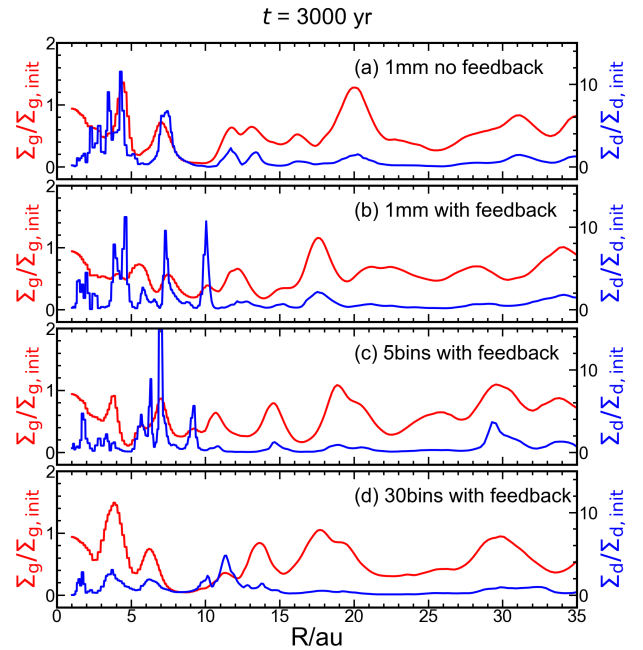 t = 3000 yr
2
1
0
Σg/Σg, init
(a) 1mm no feedback
10
0
Σd/Σd, init
2
1
0
Σg/Σg, init
(b) 1mm with feedback
10
0
Σd/Σd, init
2
1
0
Σg/Σg, init
(c) 5bins with feedback
10
0
Σd/Σd, init
2
1
0
Σg/Σg, init
(d) 30bins with feedback
10
0
Σd/Σd, init
0 5 10 15 20 25 30 35
R/au